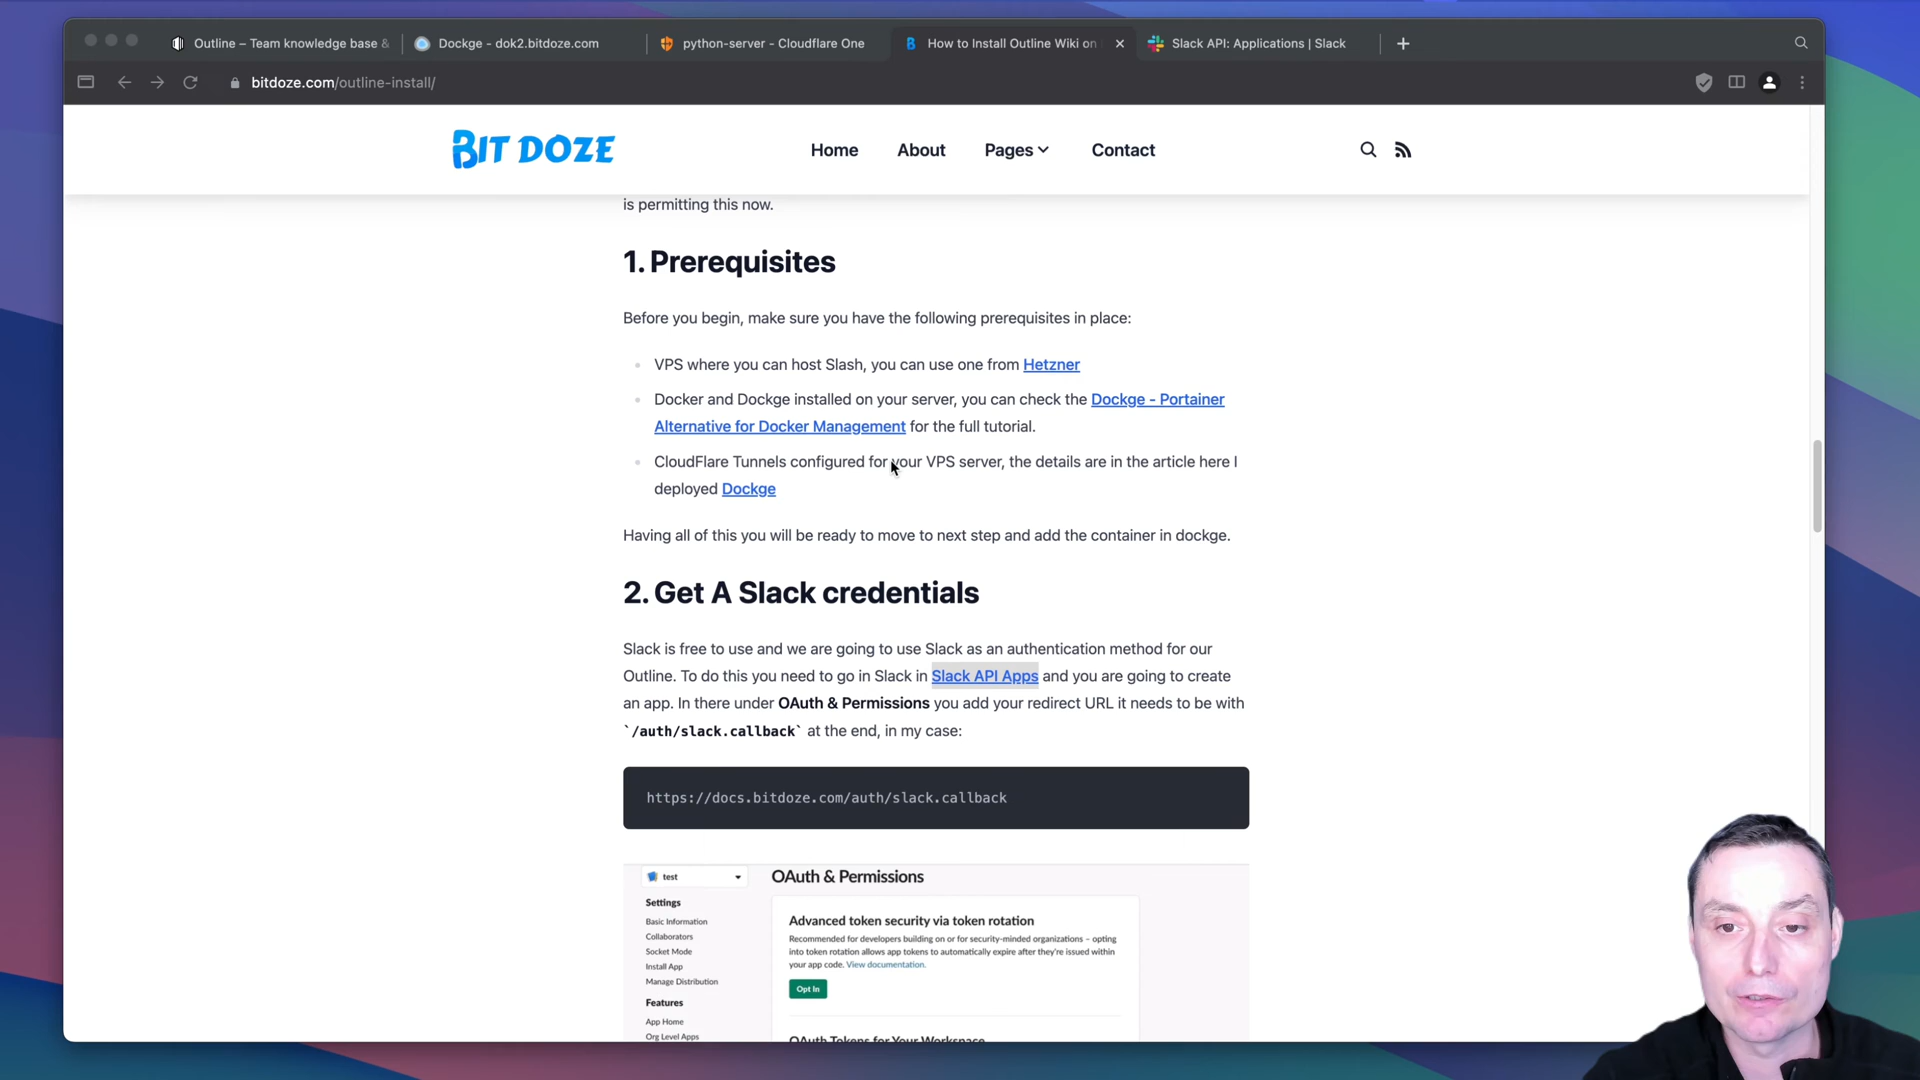 Outline – Team knowledge base &
Dockge - dok2.bitdoze.com
python-server - Cloudflare One
How to Install Outline Wiki on
Slack API: Applications | Slack
bitdoze.com/outline-install/
BIT DOZE
Home
About
Pages
Contact
is permitting this now.
1. Prerequisites
Before you begin, make sure you have the following prerequisites in place:
VPS where you can host Slash, you can use one from Hetzner
Docker and Dockge installed on your server, you can check the Dockge - Portainer
Alternative for Docker Management for the full tutorial.
CloudFlare Tunnels configured for your VPS server, the details are in the article here I
deployed Dockge
Having all of this you will be ready to move to next step and add the container in dockge.
2. Get A Slack credentials
Slack is free to use and we are going to use Slack as an authentication method for our
Outline. To do this you need to go in Slack in Slack API Apps and you are going to create
an app. In there under OAuth & Permissions you add your redirect URL it needs to be with
`/auth/slack.callback` at the end, in my case:
https://docs.bitdoze.com/auth/slack.callback
test
OAuth & Permissions
Settings
Basic Information
Collaborators
Socket Mode
Install App
Manage Distribution
Features
App Home
Org Level Apps
Advanced token security via token rotation
Recommended for developers building on or for security-minded organizations – opting
into token rotation allows app tokens to automatically expire after they're issued within
your app code. View documentation.
Opt In
OAuth Tokens for Your Workspace